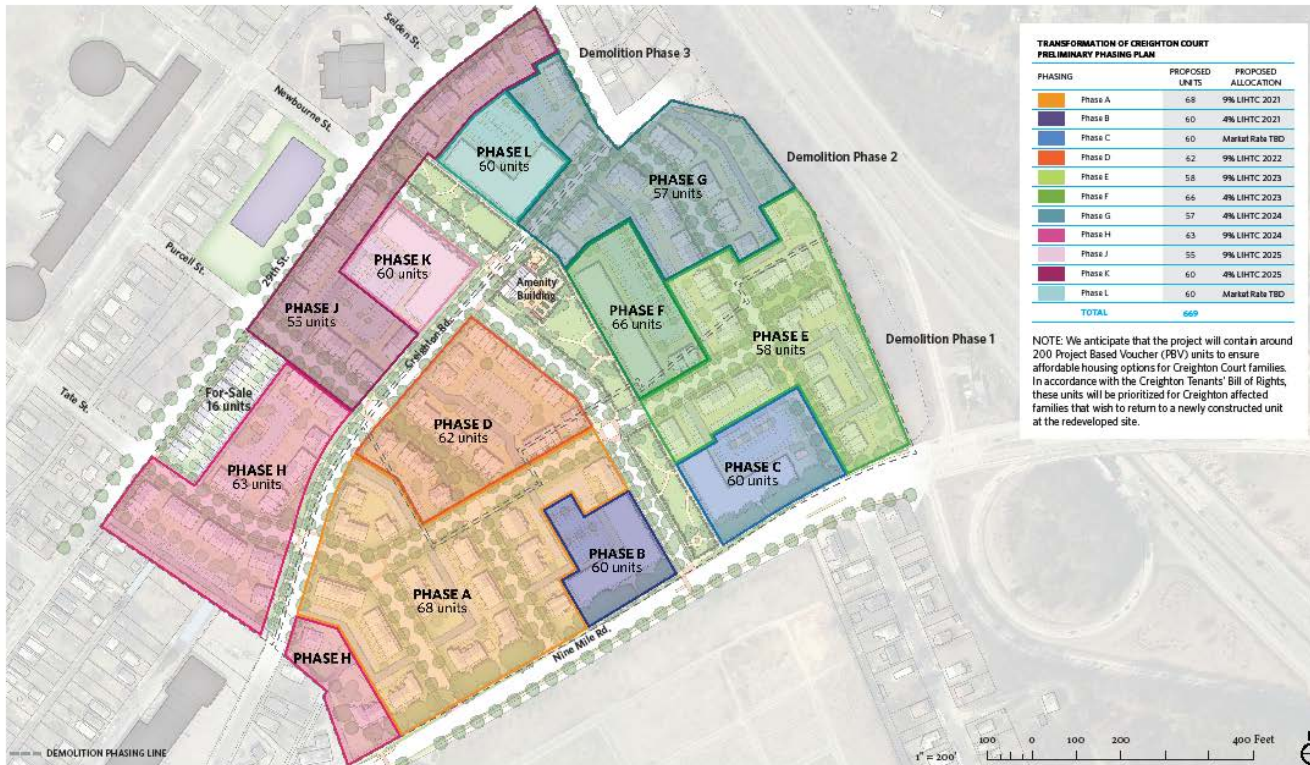 Selden St.
Demolition Phase 3
Newbourne St.
PHASE L
60 units
Demolition Phase 2
PHASE G
57 units
Purcell St.
29th St.
PHASE K
60 units
Amenity
Building
PHASE J
55 units
PHASE F
66 units
PHASE E
58 units
Demolition Phase 1
Creighton Rd.
Tate St.
For-Sale
16 units
PHASE D
62 units
PHASE H
63 units
PHASE C
60 units
PHASE B
60 units
PHASE A
68 units
Nine Mile Rd.
PHASE H
DEMOLITION PHASING LINE
TRANSFORMATION OF CREIGHTON COURT
PRELIMINARY PHASING PLAN
PHASING PROPOSED UNITS PROPOSED ALLOCATION
Phase A 68 9% LIHTC 2021
Phase B 60 4% LIHTC 2021
Phase C 60 Market Rate TBD
Phase D 62 9% LIHTC 2022
Phase E 58 9% LIHTC 2023
Phase F 66 4% LIHTC 2023
Phase G 57 4% LIHTC 2024
Phase H 63 9% LIHTC 2024
Phase J 55 9% LIHTC 2025
Phase K 60 4% LIHTC 2025
Phase L 60 Market Rate TBD
TOTAL 669
NOTE: We anticipate that the project will contain around
200 Project Based Voucher (PBV) units to ensure
affordable housing options for Creighton Court families.
In accordance with the Creighton Tenants' Bill of Rights,
these units will be prioritized for Creighton affected
families that wish to return to a newly constructed unit
at the redeveloped site.
1" = 200'
100 0 100 200 400 Feet